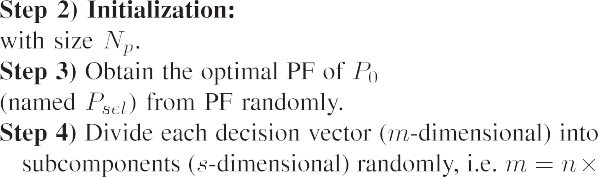 Step 2) Initialization:
with size $N_p$.
Step 3) Obtain the optimal PF of $P_0$
(named $P_{sel}$) from PF randomly.
Step 4) Divide each decision vector ($m$-dimensional) into
subcomponents ($s$-dimensional) randomly, i.e. $m = n \times$